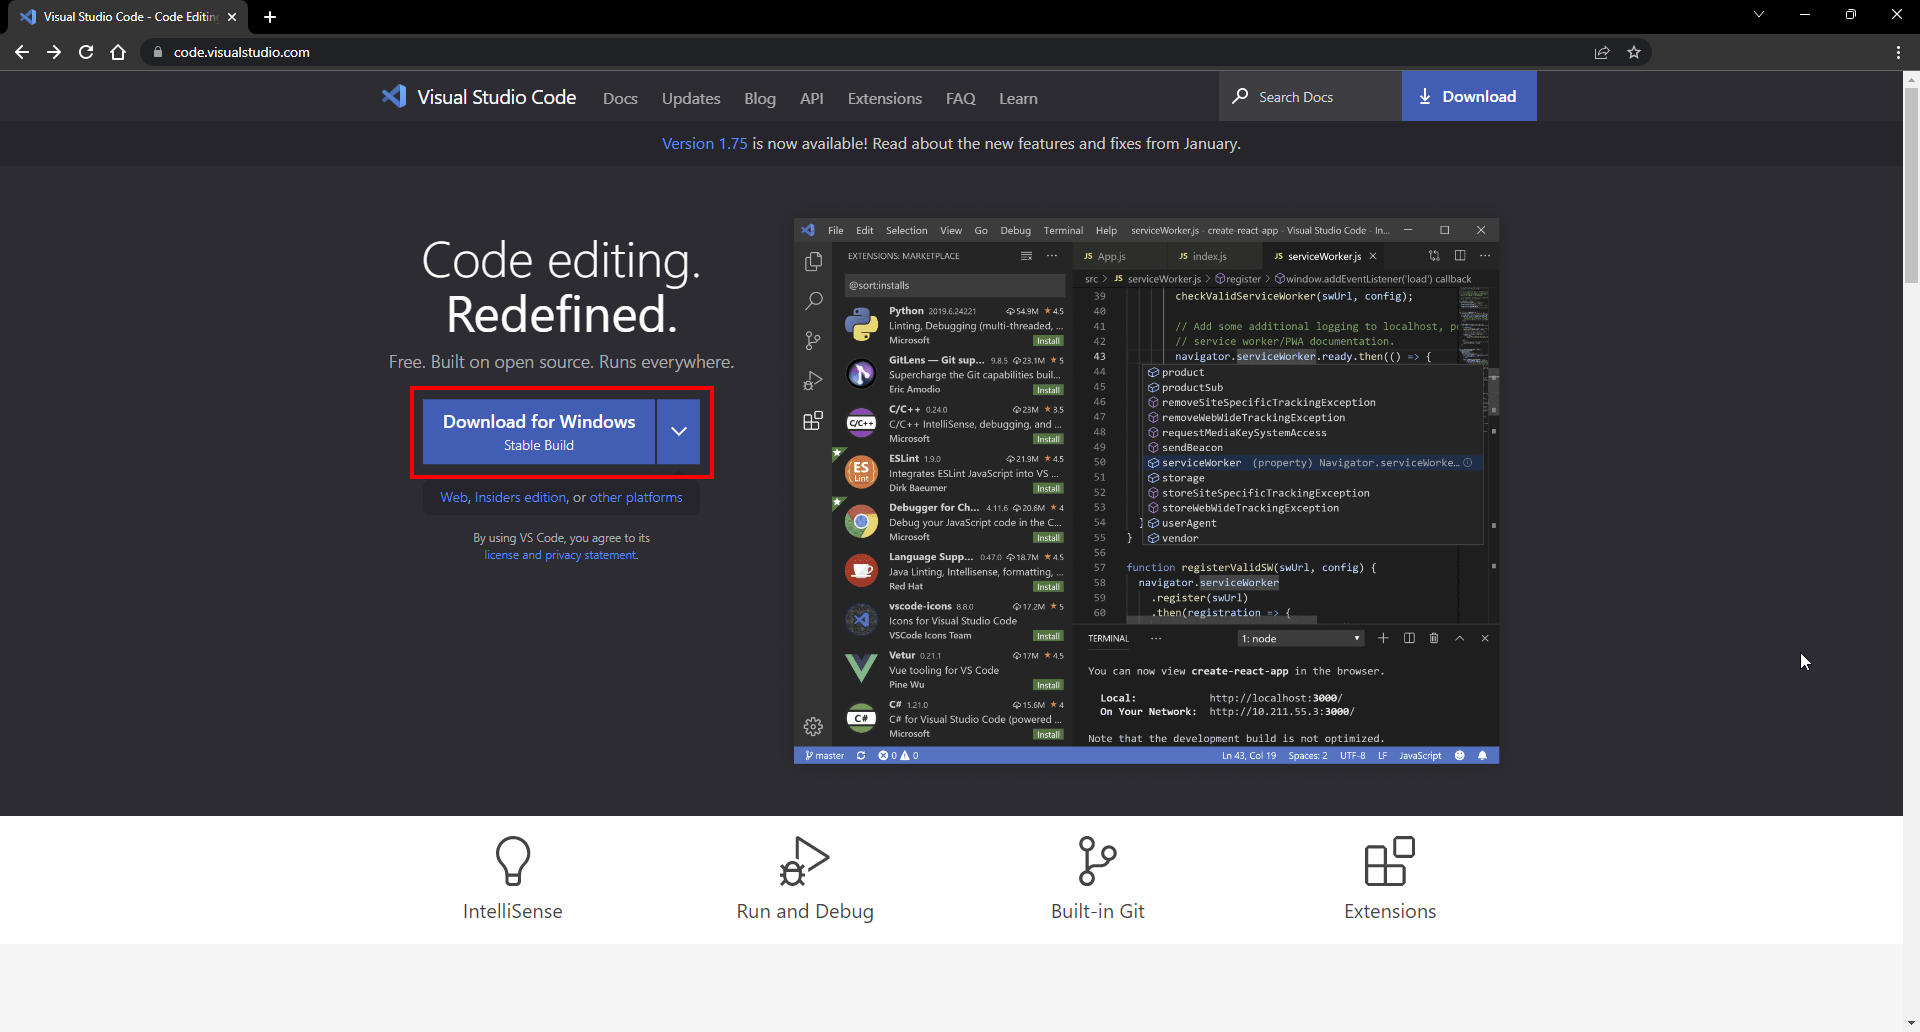 Visual Studio Code - Code Editin
code.visualstudio.com
Visual Studio Code Docs Updates Blog API Extensions FAQ Learn Search Docs Download
Version 1.75 is now available! Read about the new features and fixes from January.
Code editing.
Redefined.
Free. Built on open source. Runs everywhere.
Download for Windows
Stable Build
Web, Insiders edition, or other platforms
By using VS Code, you agree to its
license and privacy statement.
File Edit Selection View Go Debug Terminal Help serviceWorker.js - create-react-app - Visual Studio Code - In...
EXTENSIONS: MARKETPLACE
@sort:installs
Python 2019.6.24221 54.9M 4.5
Linting, Debugging (multi-threaded, ...
Microsoft Install
GitLens — Git sup... 9.8.5 23.1M 5
Supercharge the Git capabilities buil...
Eric Amodio Install
C/C++
C/C++ 0.24.0 23M 3.5
C/C++ IntelliSense, debugging, and ...
Microsoft Install
ES
Lint
ESLint 1.9.0 21.9M 4.5
Integrates ESLint JavaScript into VS ...
Dirk Baeumer Install
Debugger for Ch... 4.11.6 20.6M 4
Debug your JavaScript code in the C...
Microsoft Install
Language Supp... 0.47.0 18.7M 4.5
Java Linting, Intellisense, formatting, ...
Red Hat Install
vscode-icons 8.8.0 17.2M 5
Icons for Visual Studio Code
VSCode Icons Team Install
Vetur 0.21.1 17M 4.5
Vue tooling for VS Code
Pine Wu Install
C#
C# 1.21.0 15.6M 4
C# for Visual Studio Code (powered ...
Microsoft Install
JS App.js JS index.js JS serviceWorker.js
src > JS serviceWorker.js > register > window.addEventListener('load') callback
39 checkValidServiceWorker(swUrl, config);
40
41 // Add some additional logging to localhost, p
42 // service worker/PWA documentation.
43 navigator.serviceWorker.ready.then(() => {
44 product
45 productSub
46 removeSiteSpecificTrackingException
47 removeWebWideTrackingException
48 requestMediaKeySystemAccess
49 sendBeacon
50 serviceWorker (property) Navigator.serviceWorke...
51 storage
52 storeSiteSpecificTrackingException
53 storeWebWideTrackingException
54 } userAgent
55 } vendor
56
57 function registerValidSW(swUrl, config) {
58 navigator.serviceWorker
59 .register(swUrl)
60 .then(registration => {
TERMINAL ... 1: node
You can now view create-react-app in the browser.
Local: http://localhost:3000/
On Your Network: http://10.211.55.3:3000/
Note that the development build is not optimized.
master 0 0 Ln 43, Col 19 Spaces: 2 UTF-8 LF JavaScript
IntelliSense Run and Debug Built-in Git Extensions